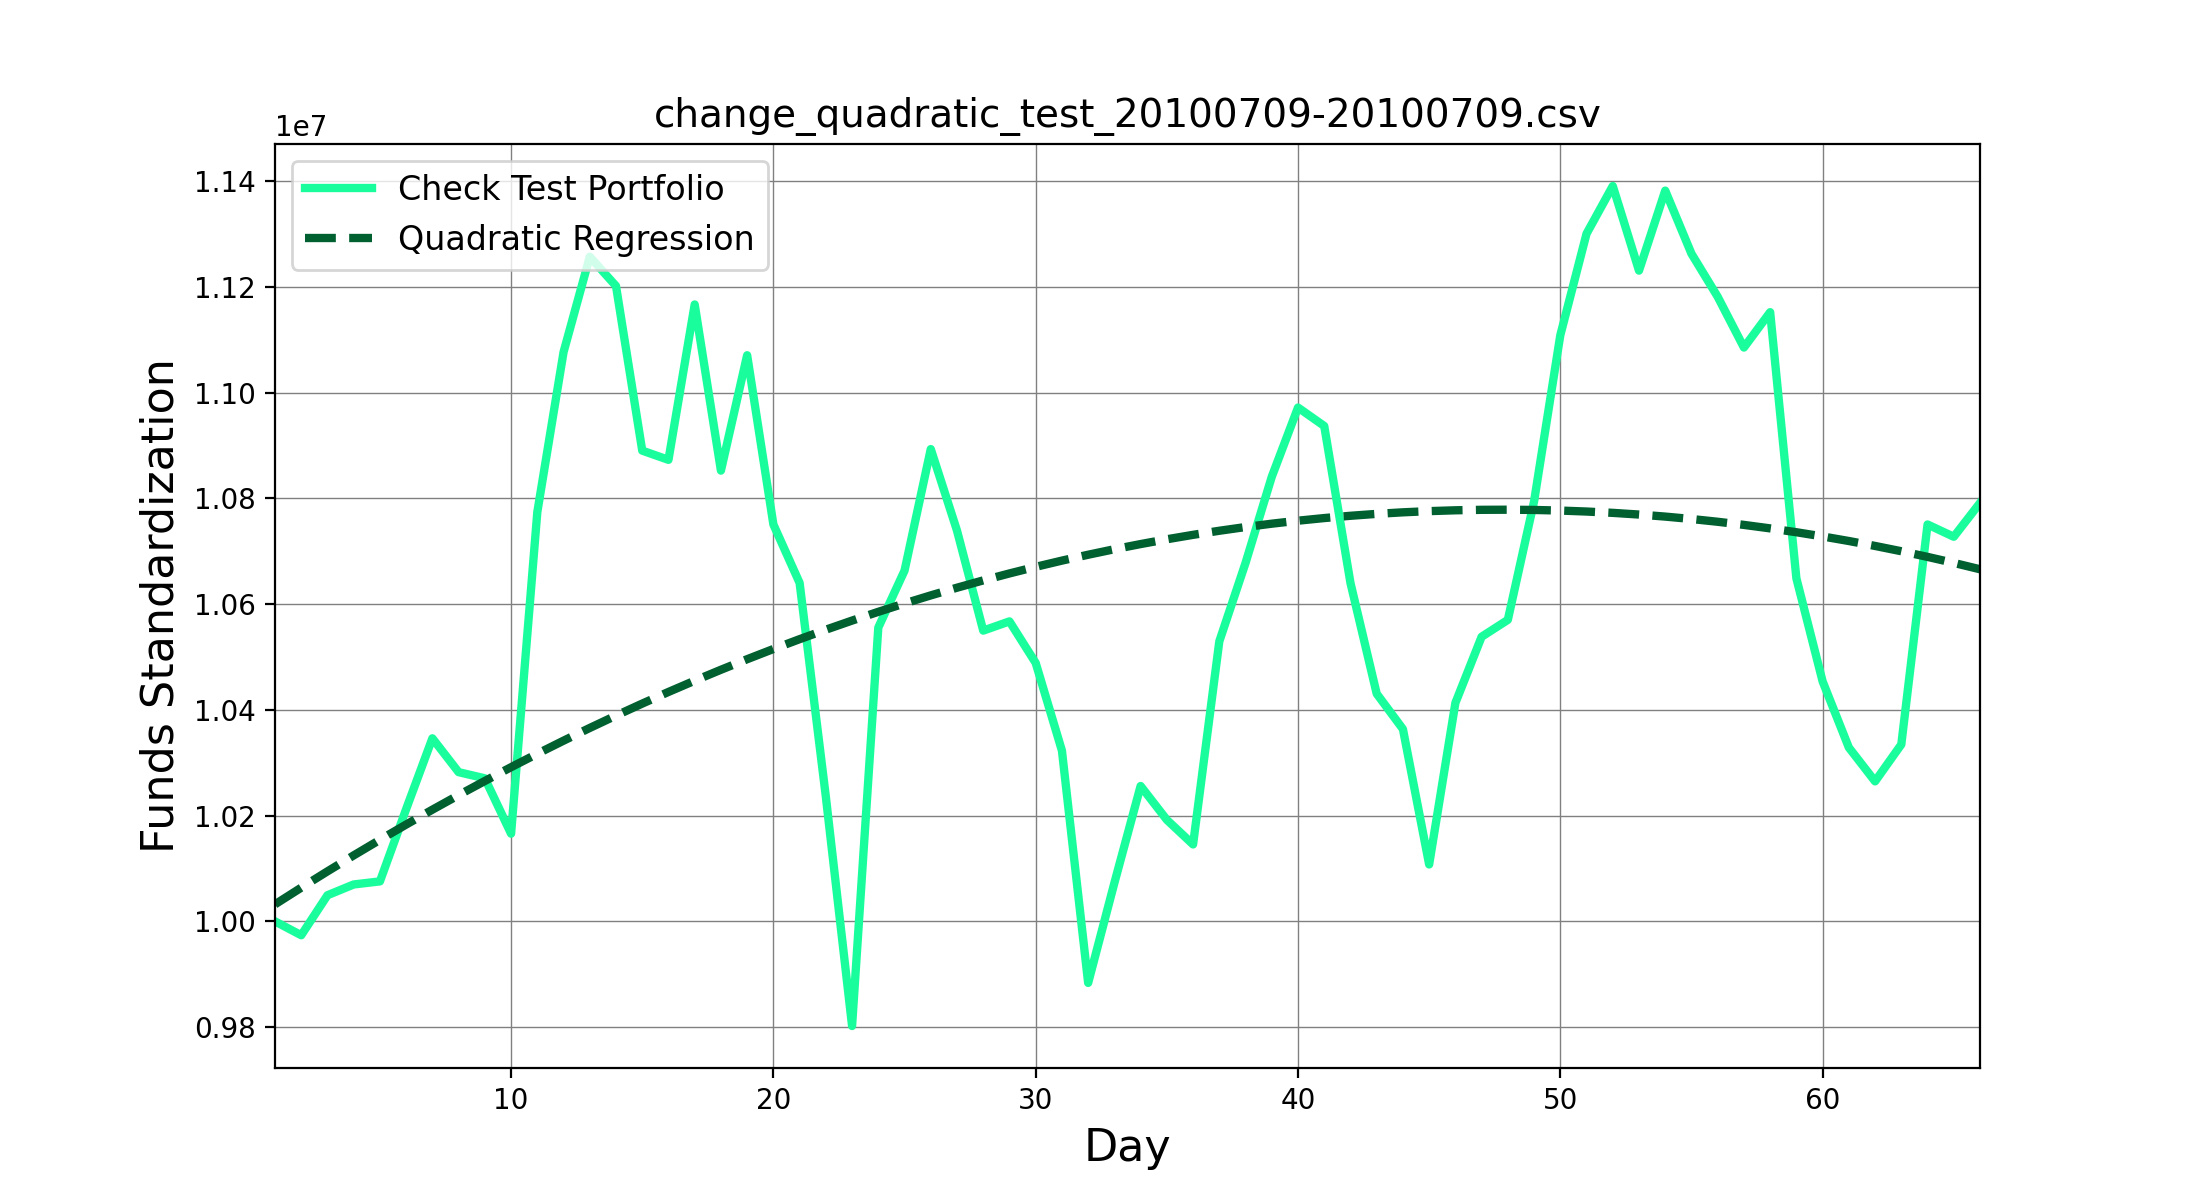 change_quadratic_test_20100709-20100709.csv
1e7
Check Test Portfolio
Quadratic Regression
1.14
1.12
1.10
1.08
1.06
1.04
1.02
1.00
0.98
Funds Standardization
10 20 30 40 50 60
Day